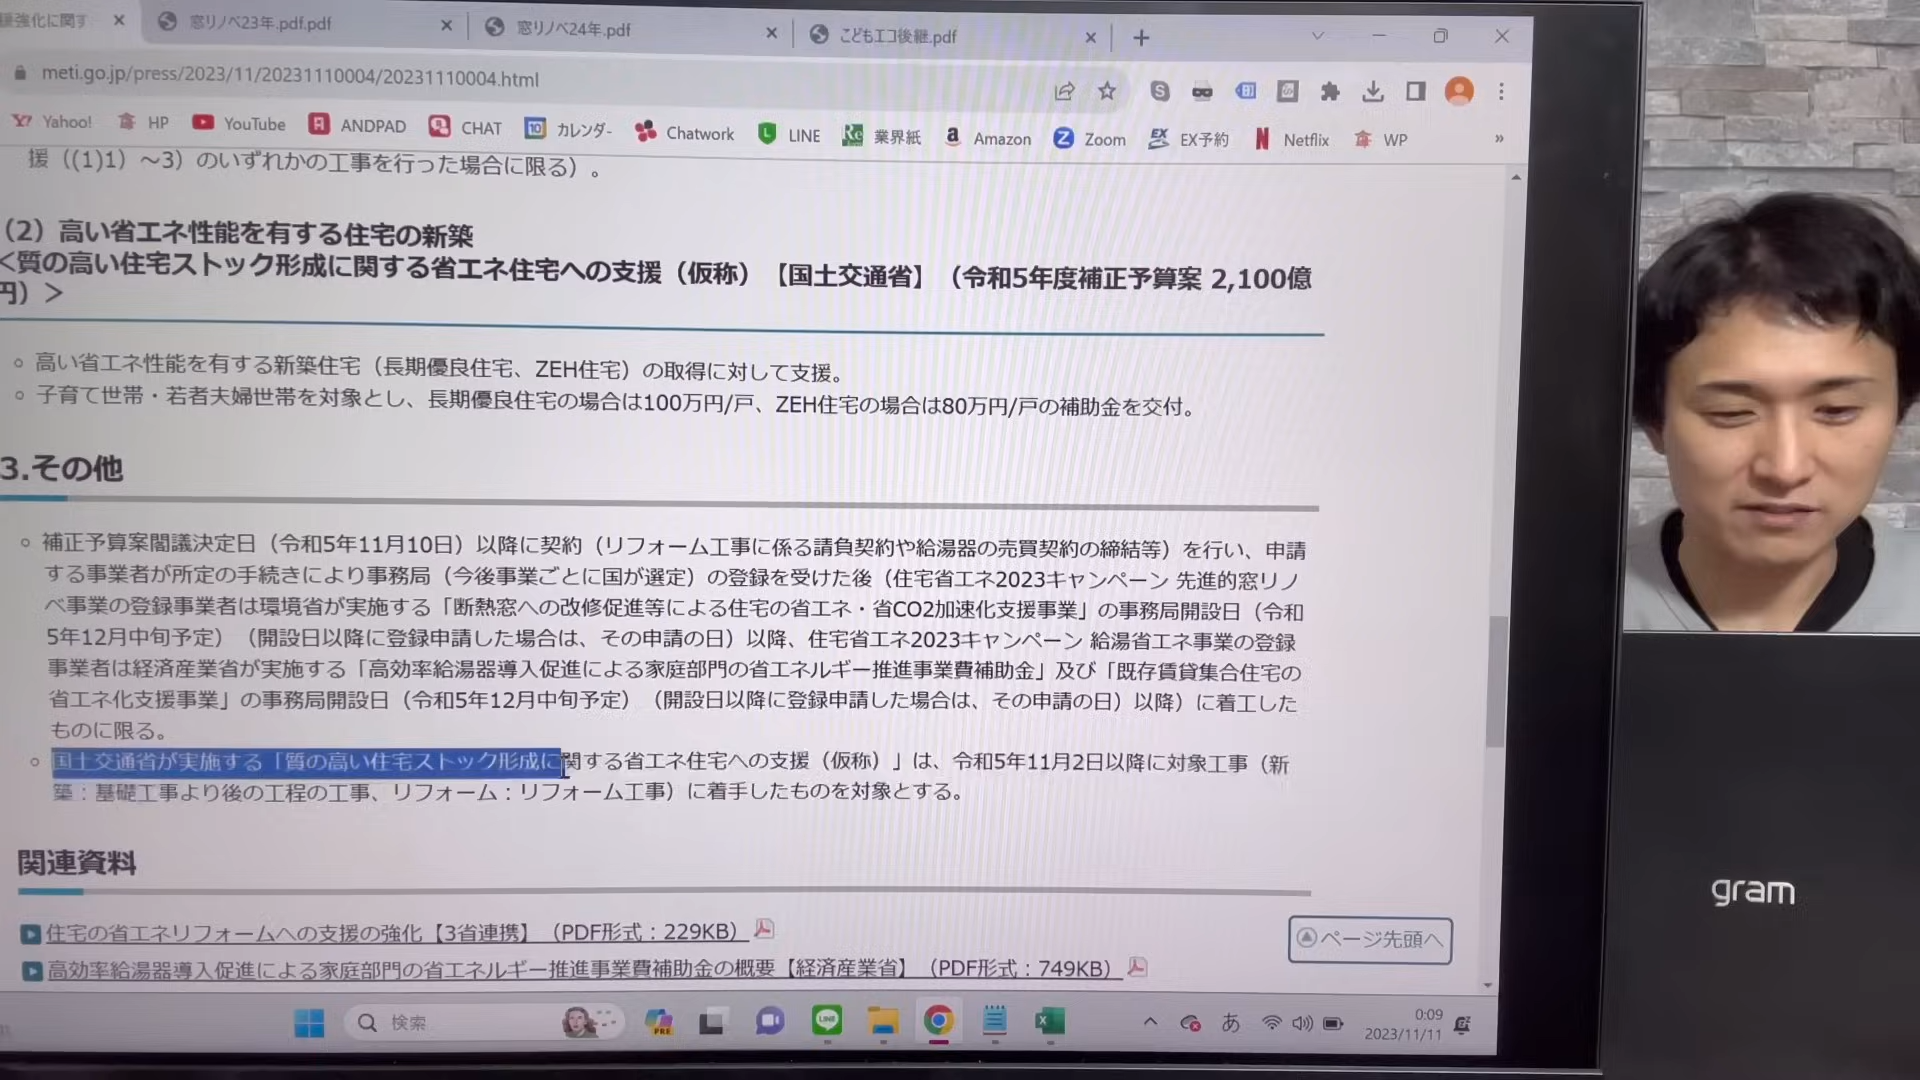 強化に関す
窓リノベ23年.pdf.pdf
窓リノベ24年.pdf
こどもエコ後継.pdf
meti.go.jp/press/2023/11/20231110004/20231110004.html
Yahoo!
HP
YouTube
ANDPAD
CHAT
カレンダ-
Chatwork
LINE
業界紙
Amazon
Zoom
EX予約
Netflix
WP
援（(1)1）～3）のいずれかの工事を行った場合に限る）。
（2）高い省エネ性能を有する住宅の新築
<質の高い住宅ストック形成に関する省エネ住宅への支援（仮称）【国土交通省】（令和5年度補正予算案 2,100億
円）>
高い省エネ性能を有する新築住宅（長期優良住宅、ZEH住宅）の取得に対して支援。
子育て世帯・若者夫婦世帯を対象とし、長期優良住宅の場合は100万円/戸、ZEH住宅の場合は80万円/戸の補助金を交付。
3.その他
補正予算案閣議決定日（令和5年11月10日）以降に契約（リフォーム工事に係る請負契約や給湯器の売買契約の締結等）を行い、申請
する事業者が所定の手続きにより事務局（今後事業ごとに国が選定）の登録を受けた後（住宅省エネ2023キャンペーン 先進的窓リノ
ベ事業の登録事業者は環境省が実施する「断熱窓への改修促進等による住宅の省エネ・省CO2加速化支援事業」の事務局開設日（令和
5年12月中旬予定）（開設日以降に登録申請した場合は、その申請の日）以降、住宅省エネ2023キャンペーン 給湯省エネ事業の登録
事業者は経済産業省が実施する「高効率給湯器導入促進による家庭部門の省エネルギー推進事業費補助金」及び「既存賃貸集合住宅の
省エネ化支援事業」の事務局開設日（令和5年12月中旬予定）（開設日以降に登録申請した場合は、その申請の日）以降）に着工した
ものに限る。
国土交通省が実施する「質の高い住宅ストック形成に関する省エネ住宅への支援（仮称）」は、令和5年11月2日以降に対象工事（新
築：基礎工事より後の工程の工事、リフォーム：リフォーム工事）に着手したものを対象とする。
関連資料
住宅の省エネリフォームへの支援の強化【3省連携】（PDF形式：229KB）
高効率給湯器導入促進による家庭部門の省エネルギー推進事業費補助金の概要【経済産業省】（PDF形式：749KB）
ページ先頭へ
検索
PRE
あ
0:09
2023/11/11
gram